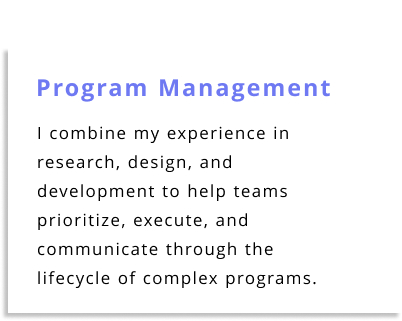 Program Management
I combine my experience in
research, design, and
development to help teams
prioritize, execute, and
communicate through the
lifecycle of complex programs.